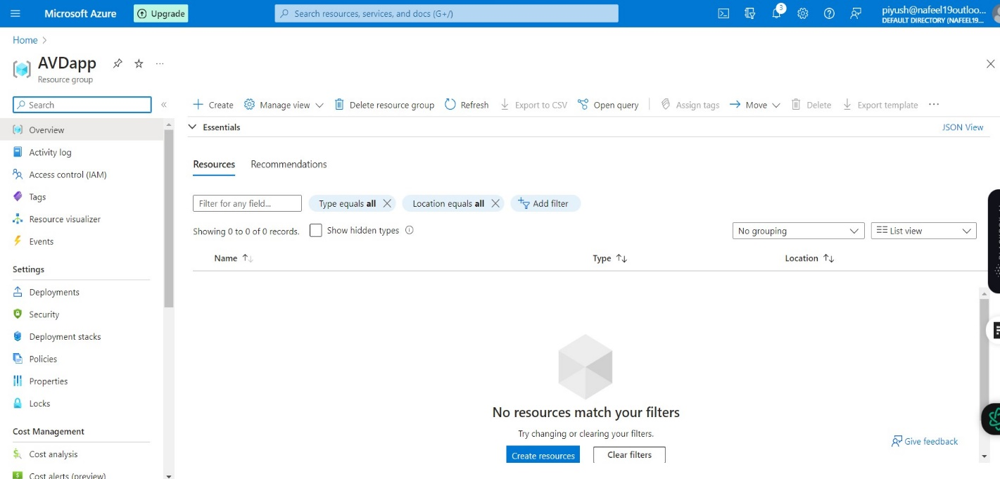 Microsoft Azure
Upgrade
Search resources, services, and docs (G+/)
3
piyush@nafeel19outloo...
DEFAULT DIRECTORY (NAFEEL19...
Home
AVDapp
Resource group
Search
Create
Manage view
Delete resource group
Refresh
Export to CSV
Open query
Assign tags
Move
Delete
Export template
Overview
Activity log
Access control (IAM)
Tags
Resource visualizer
Events
Settings
Deployments
Security
Deployment stacks
Policies
Properties
Locks
Cost Management
Cost analysis
Cost alerts (preview)
Essentials
JSON View
Resources
Recommendations
Filter for any field...
Type equals all
Location equals all
Add filter
Showing 0 to 0 of 0 records.
Show hidden types
No grouping
List view
Name
Type
Location
No resources match your filters
Try changing or clearing your filters.
Create resources
Clear filters
Give feedback